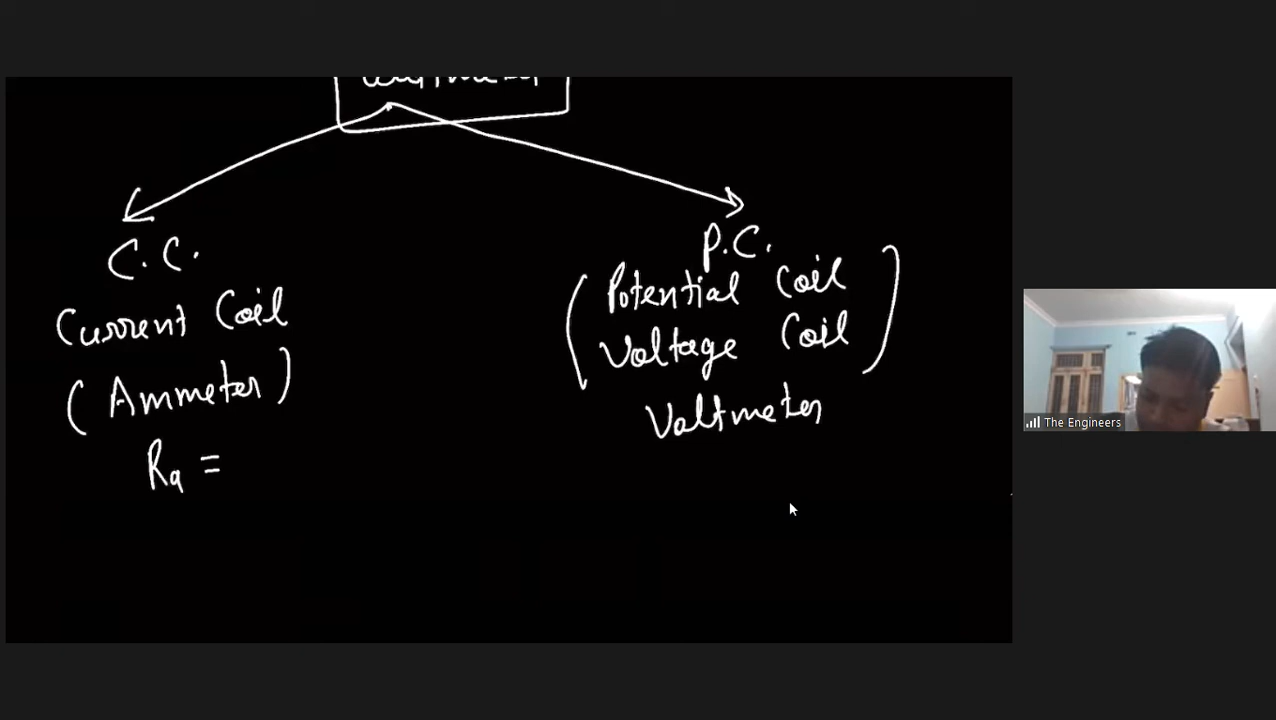 C.C.
Current Coil
(Ammeter)
Ra =
P.C.
(Potential Coil
Voltage Coil)
Voltmeter
The Engineers